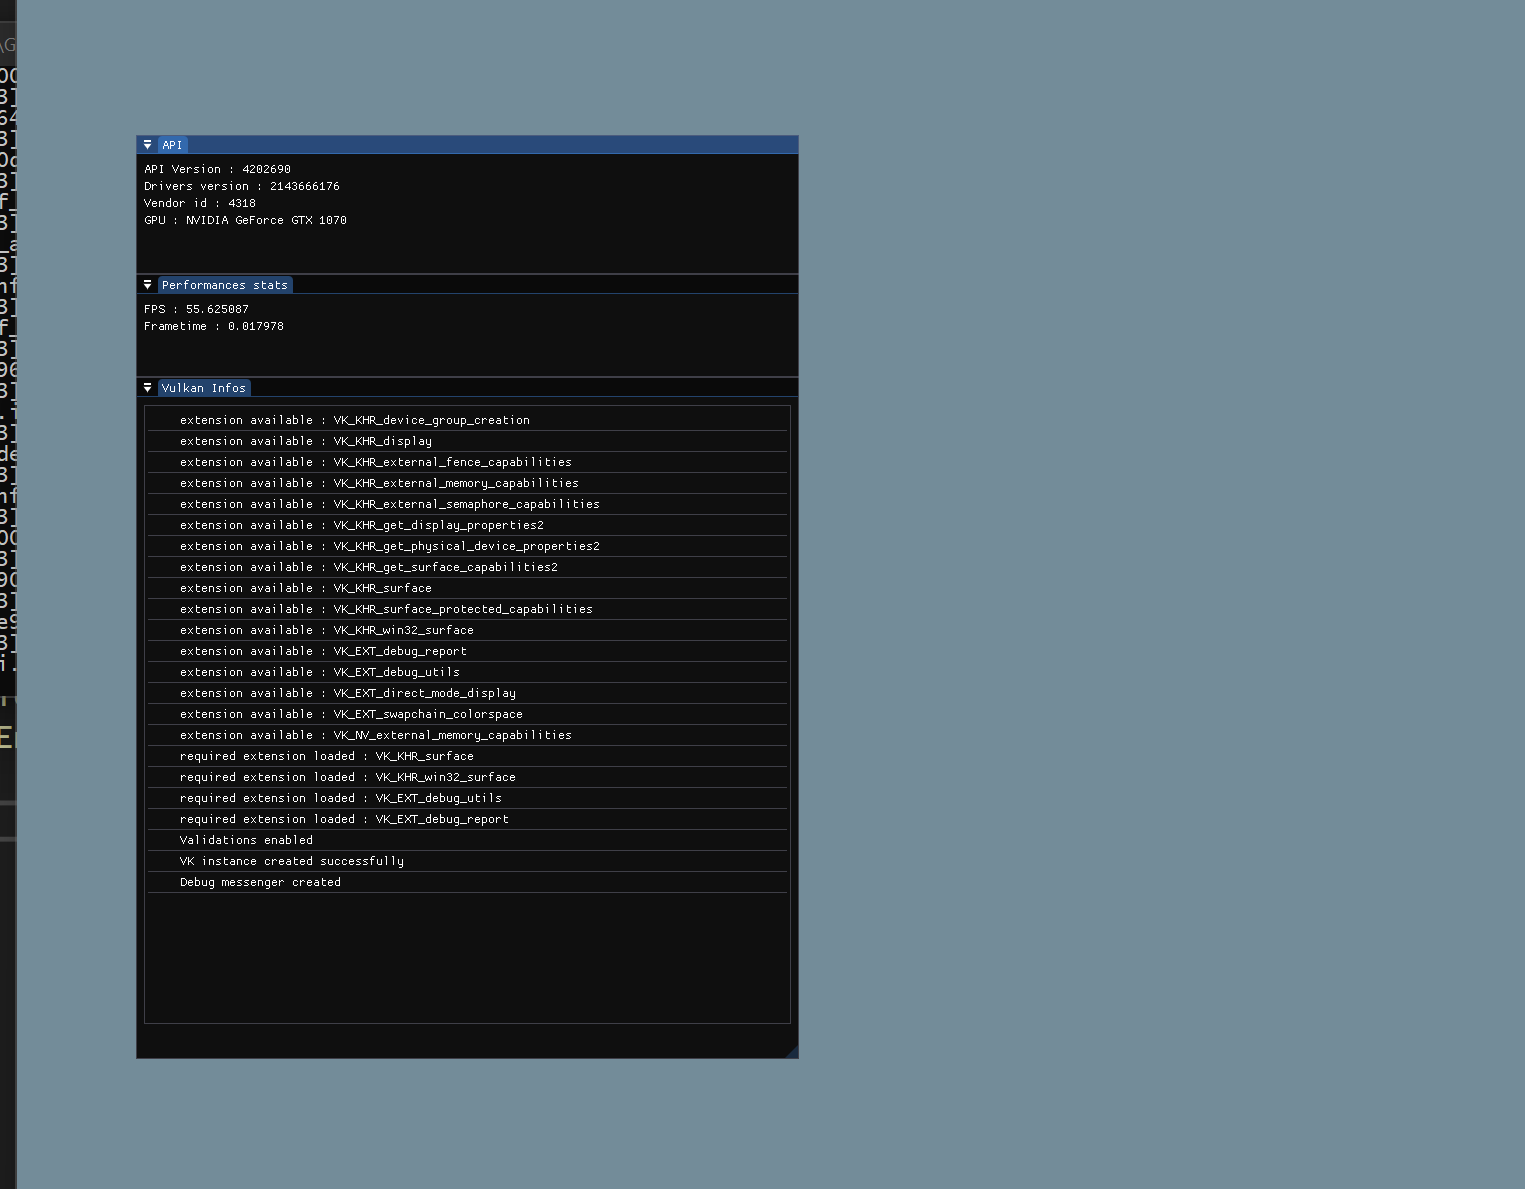 API
API Version : 4202690
Drivers version : 2143666176
Vendor id : 4318
GPU : NVIDIA GeForce GTX 1070
Performances stats
FPS : 55.625087
Frametime : 0.017978
Vulkan Infos
extension available : VK_KHR_device_group_creation
extension available : VK_KHR_display
extension available : VK_KHR_external_fence_capabilities
extension available : VK_KHR_external_memory_capabilities
extension available : VK_KHR_external_semaphore_capabilities
extension available : VK_KHR_get_display_properties2
extension available : VK_KHR_get_physical_device_properties2
extension available : VK_KHR_get_surface_capabilities2
extension available : VK_KHR_surface
extension available : VK_KHR_surface_protected_capabilities
extension available : VK_KHR_win32_surface
extension available : VK_EXT_debug_report
extension available : VK_EXT_debug_utils
extension available : VK_EXT_direct_mode_display
extension available : VK_EXT_swapchain_colorspace
extension available : VK_NV_external_memory_capabilities
required extension loaded : VK_KHR_surface
required extension loaded : VK_KHR_win32_surface
required extension loaded : VK_EXT_debug_utils
required extension loaded : VK_EXT_debug_report
Validations enabled
VK instance created successfully
Debug messenger created